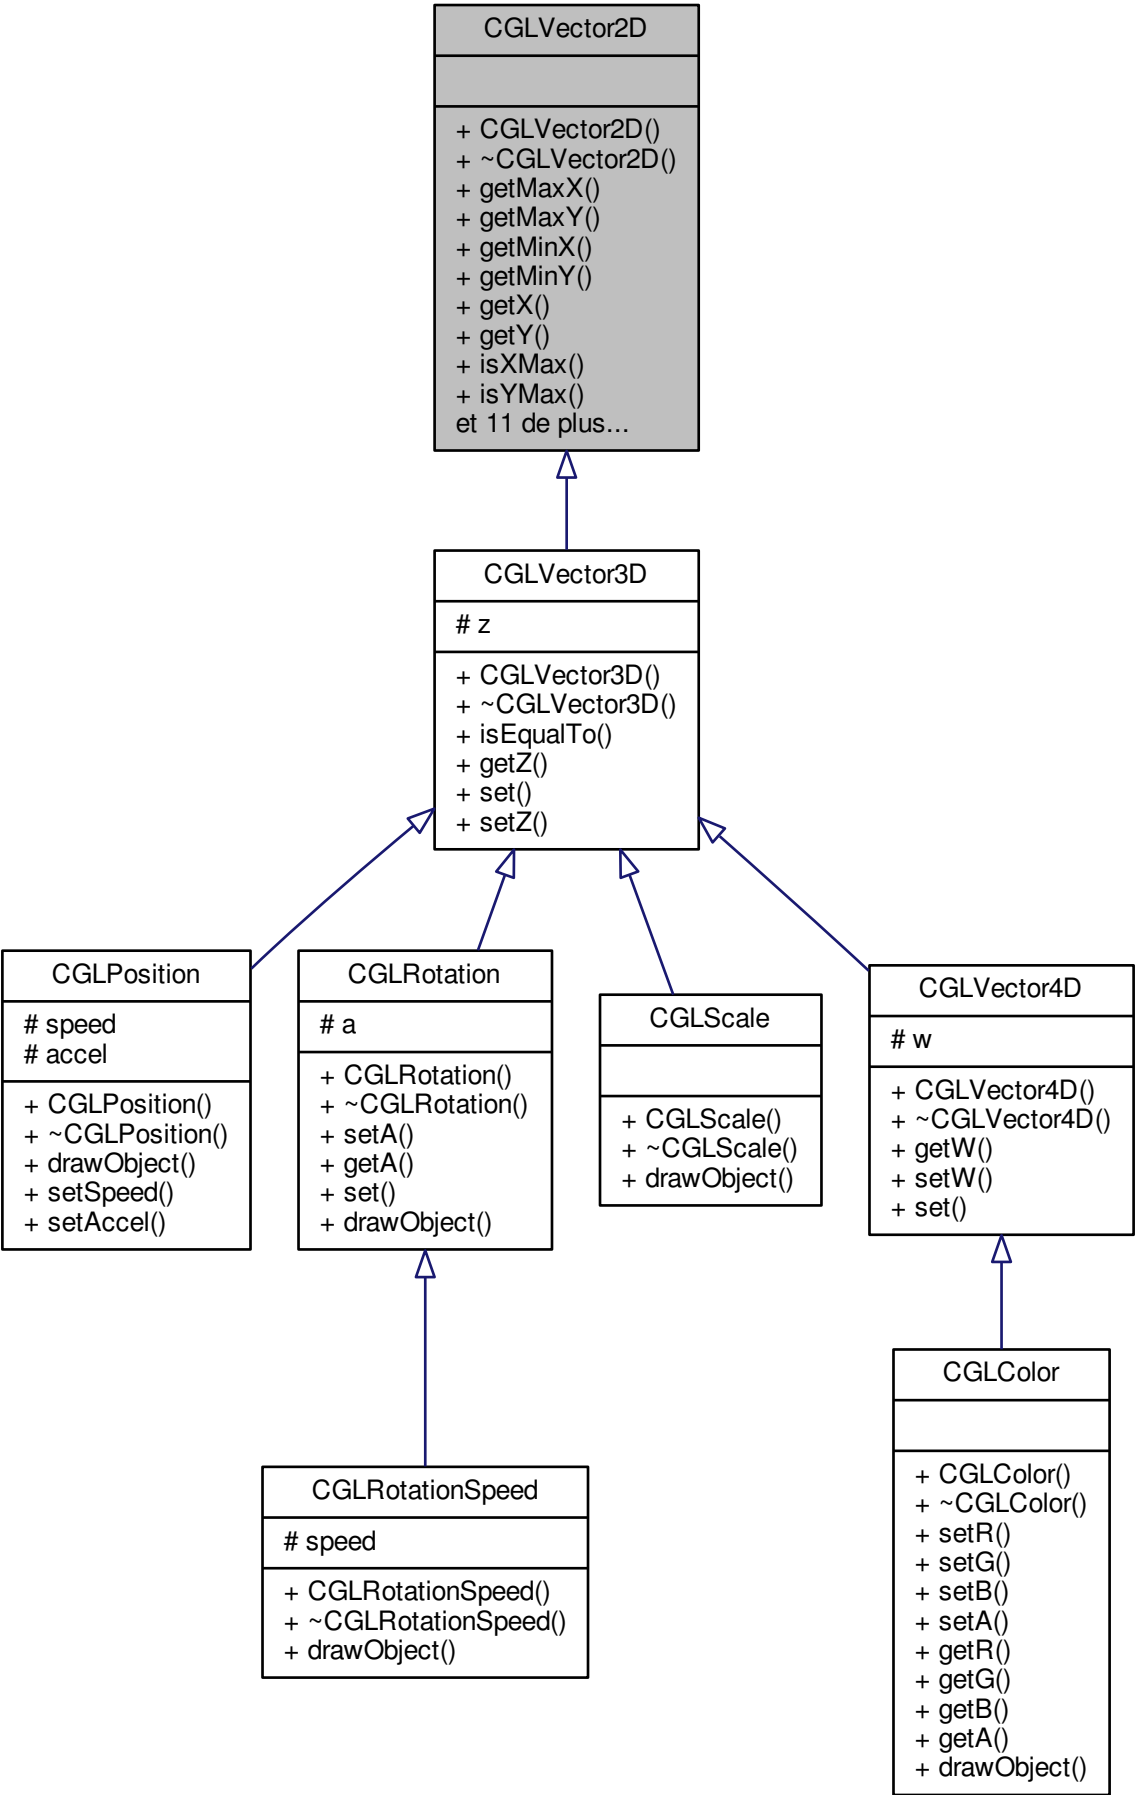 CGLVector2D
+ CGLVector2D()
+ ~CGLVector2D()
+ getMaxX()
+ getMaxY()
+ getMinX()
+ getMinY()
+ getX()
+ getY()
+ isXMax()
+ isYMax()
et 11 de plus...
CGLVector3D
# z
+ CGLVector3D()
+ ~CGLVector3D()
+ isEqualTo()
+ getZ()
+ set()
+ setZ()
CGLPosition
# speed
# accel
+ CGLPosition()
+ ~CGLPosition()
+ drawObject()
+ setSpeed()
+ setAccel()
CGLRotation
# a
+ CGLRotation()
+ ~CGLRotation()
+ setA()
+ getA()
+ set()
+ drawObject()
CGLScale
+ CGLScale()
+ ~CGLScale()
+ drawObject()
CGLVector4D
# w
+ CGLVector4D()
+ ~CGLVector4D()
+ getW()
+ setW()
+ set()
CGLRotationSpeed
# speed
+ CGLRotationSpeed()
+ ~CGLRotationSpeed()
+ drawObject()
CGLColor
+ CGLColor()
+ ~CGLColor()
+ setR()
+ setG()
+ setB()
+ setA()
+ getR()
+ getG()
+ getB()
+ getA()
+ drawObject()